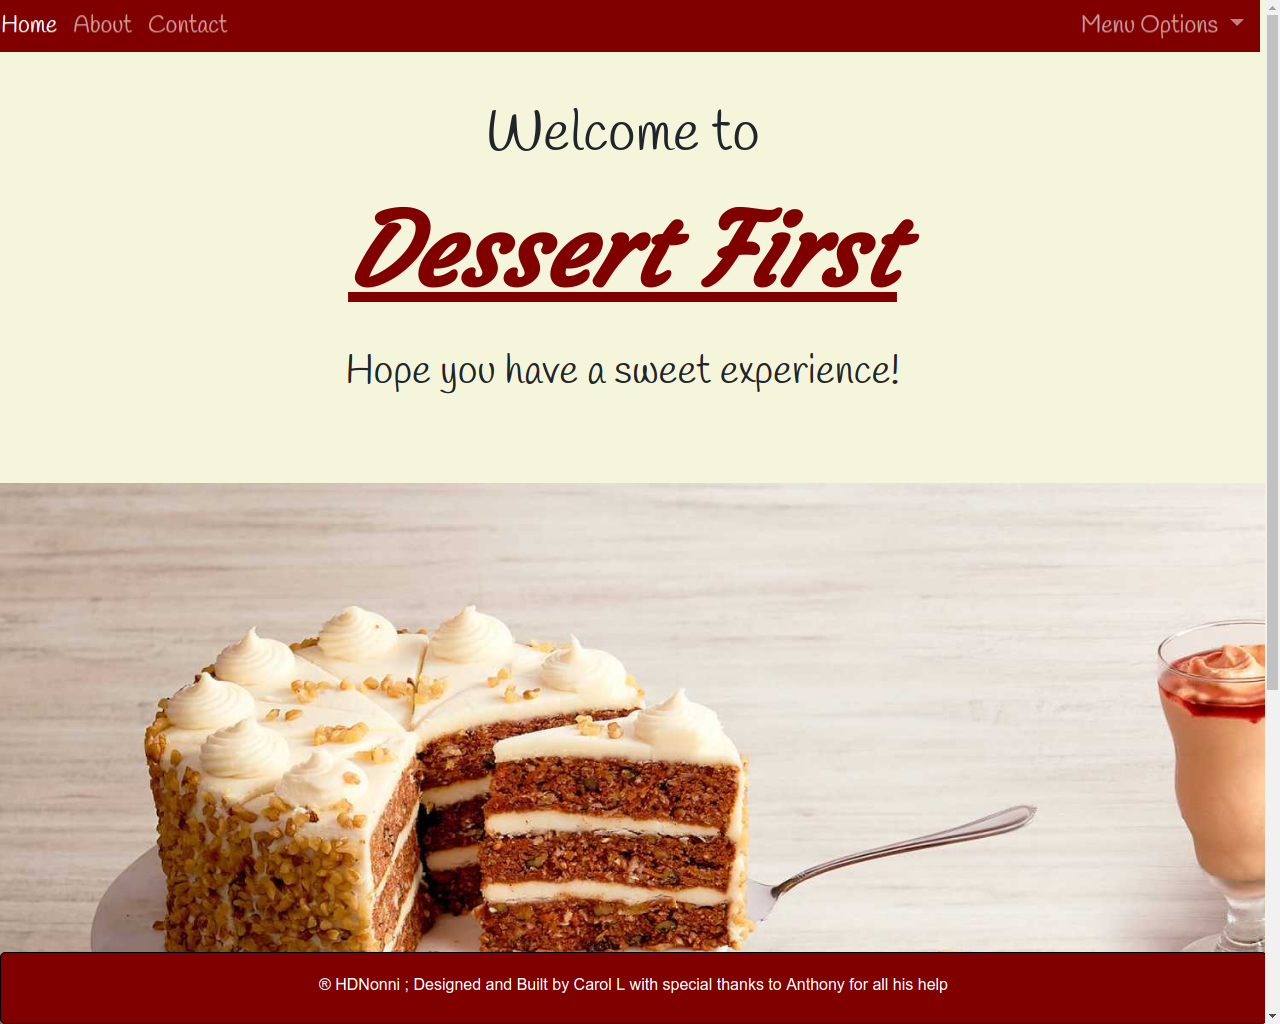 Home About Contact Menu Options
Welcome to
Dessert First
Hope you have a sweet experience!
® HDNonni ; Designed and Built by Carol L with special thanks to Anthony for all his help